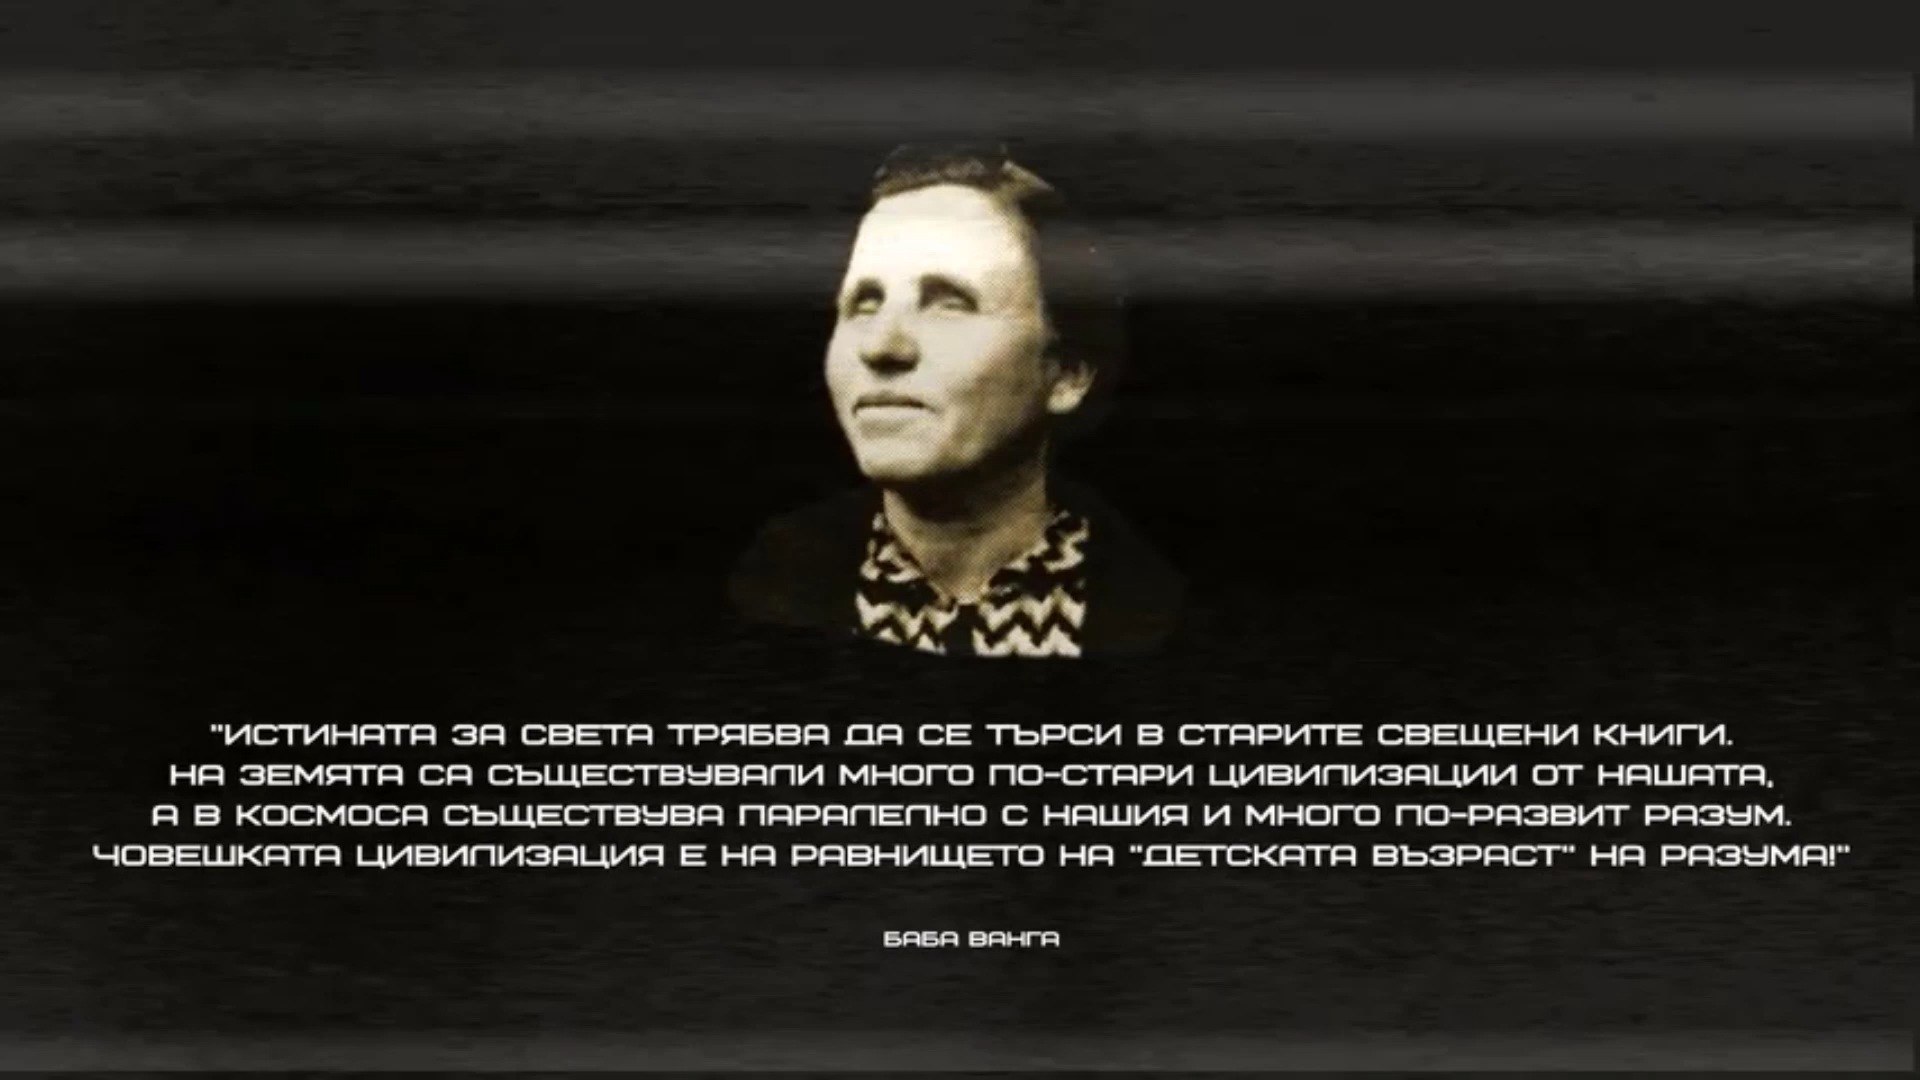 "ИСТИНАТА ЗА СВЕТА ТРЯБВА ДА СЕ ТЪРСИ В СТАРИТЕ СВЕЩЕНИ КНИГИ.
НА ЗЕМЯТА СА СЪЩЕСТВУВАЛИ МНОГО ПО-СТАРИ ЦИВИЛИЗАЦИИ ОТ НАШАТА,
А В КОСМОСА СЪЩЕСТВУВА ПАРАЛЕЛНО С НАШИЯ И МНОГО ПО-РАЗВИТ РАЗУМ.
ЧОВЕШКАТА ЦИВИЛИЗАЦИЯ Е НА РАВНИЩЕТО НА "ДЕТСКАТА ВЪЗРАСТ" НА РАЗУМА!"
БАБА ВАНГА